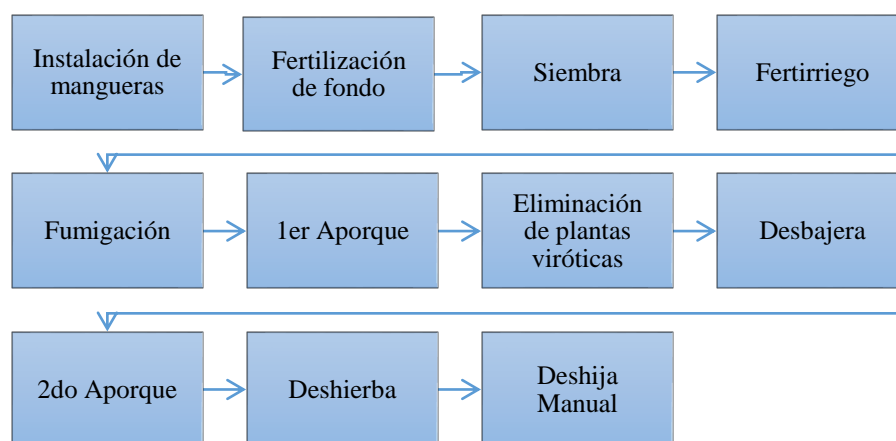 Instalación de
mangueras
Fertilización
de fondo
Siembra
Fertirriego
Fumigación
1er Aporque
Eliminación
de plantas
viróticas
Desbajera
2do Aporque
Deshierba
Deshija
Manual